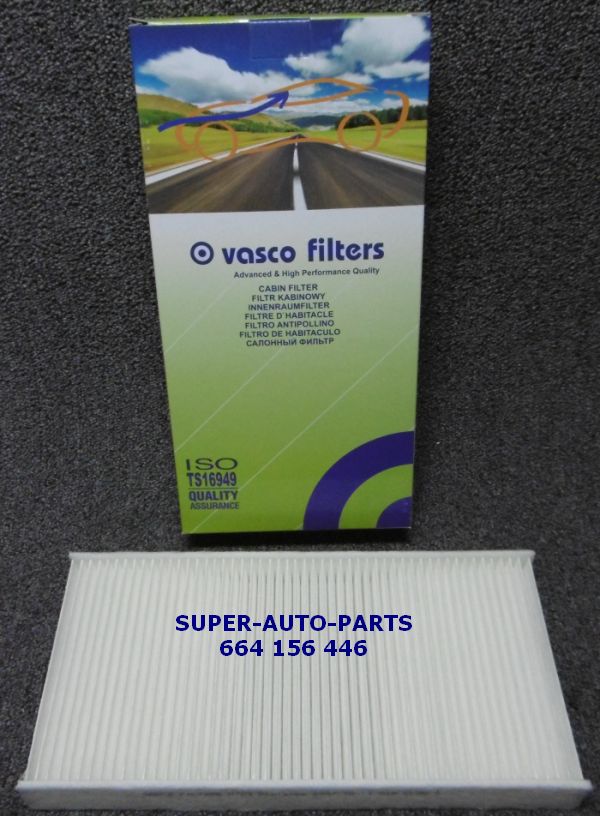 vasco filters
Advanced & High Performance Quality
CABIN FILTER
FILTR KABINOWY
INNENRAUMFILTER
FILTRE D´HABITACLE
FILTRO ANTIPOLLINO
FILTRO DE HABITACULO
САЛОННЫЙ ФИЛЬТР
ISO
TS16949
QUALITY
ASSURANCE
SUPER-AUTO-PARTS
664 156 446